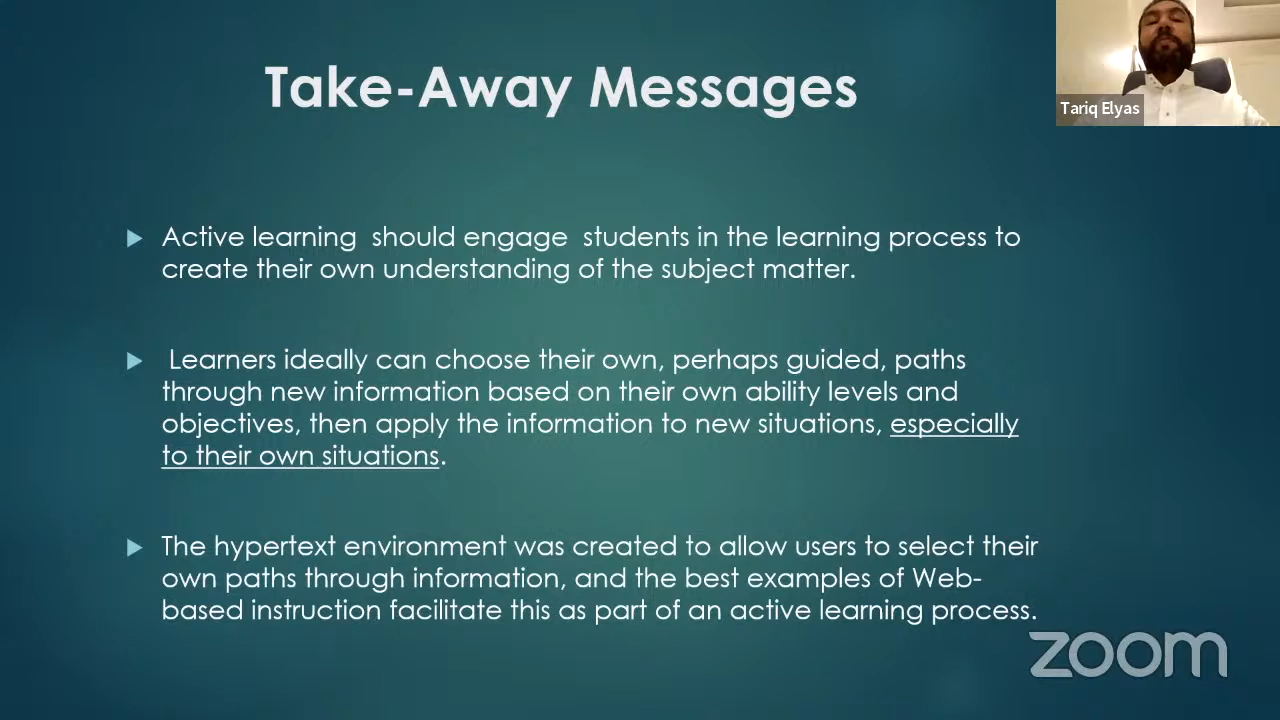 Take-Away Messages
Tariq Elyas
Active learning  should engage  students in the learning process to
create their own understanding of the subject matter.
Learners ideally can choose their own, perhaps guided, paths
through new information based on their own ability levels and
objectives, then apply the information to new situations, especially
to their own situations.
The hypertext environment was created to allow users to select their
own paths through information, and the best examples of Web-
based instruction facilitate this as part of an active learning process.
zoom